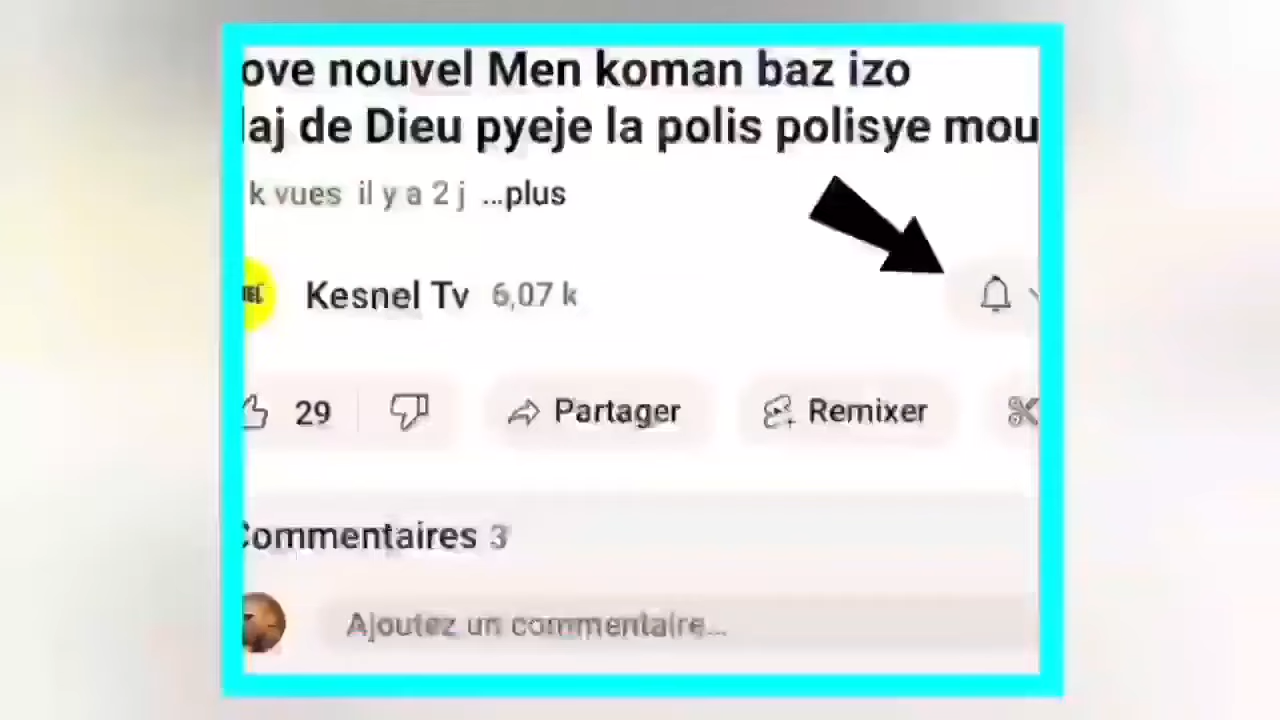 ove nouvel Men koman baz izo
laj de Dieu pyeje la polis polisye mou
k vues il y a 2 j ...plus
Kesnel Tv 6,07 k
29 Partager Remixer
Commentaires 3
Ajoutez un commentaire...